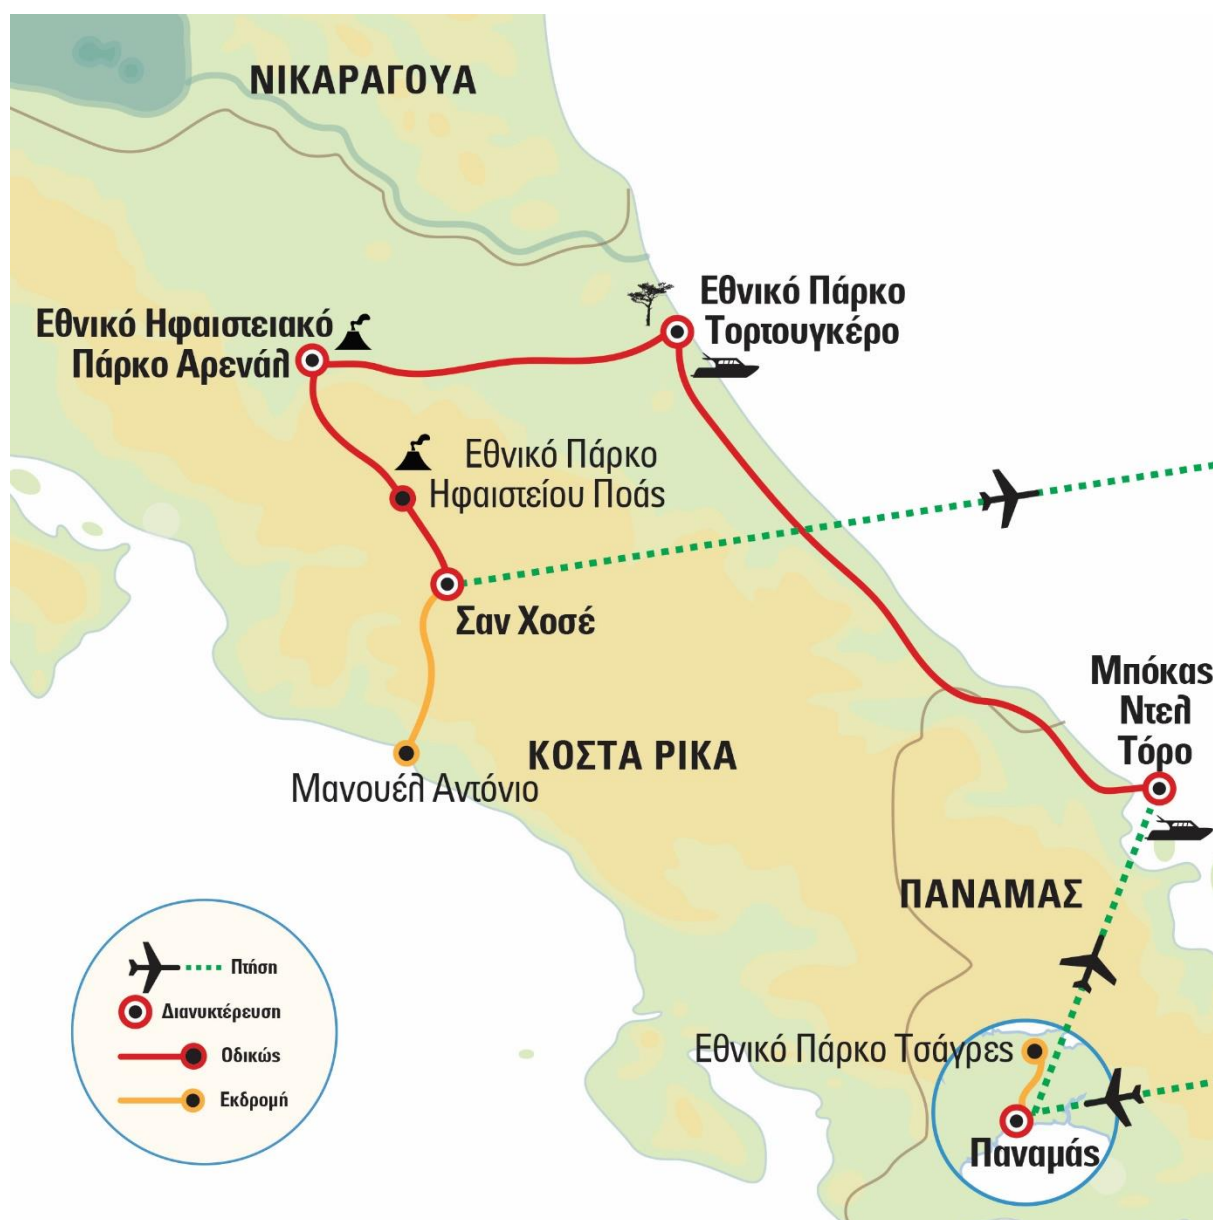 ΝΙΚΑΡΑΓΟΥΑ
Εθνικό Πάρκο
Τορτουγκέρο
Εθνικό Ηφαιστειακό
Πάρκο Αρενάλ
Εθνικό Πάρκο
Ηφαιστείου Ποάς
Σαν Χοσέ
Μπόκας
Ντελ
Τόρο
ΚΟΣΤΑ ΡΙΚΑ
Μανουέλ Αντόνιο
ΠΑΝΑΜΑΣ
Πτήση
Διανυκτέρευση
Οδικώς
Εκδρομή
Εθνικό Πάρκο Τσάγρες
Παναμάς